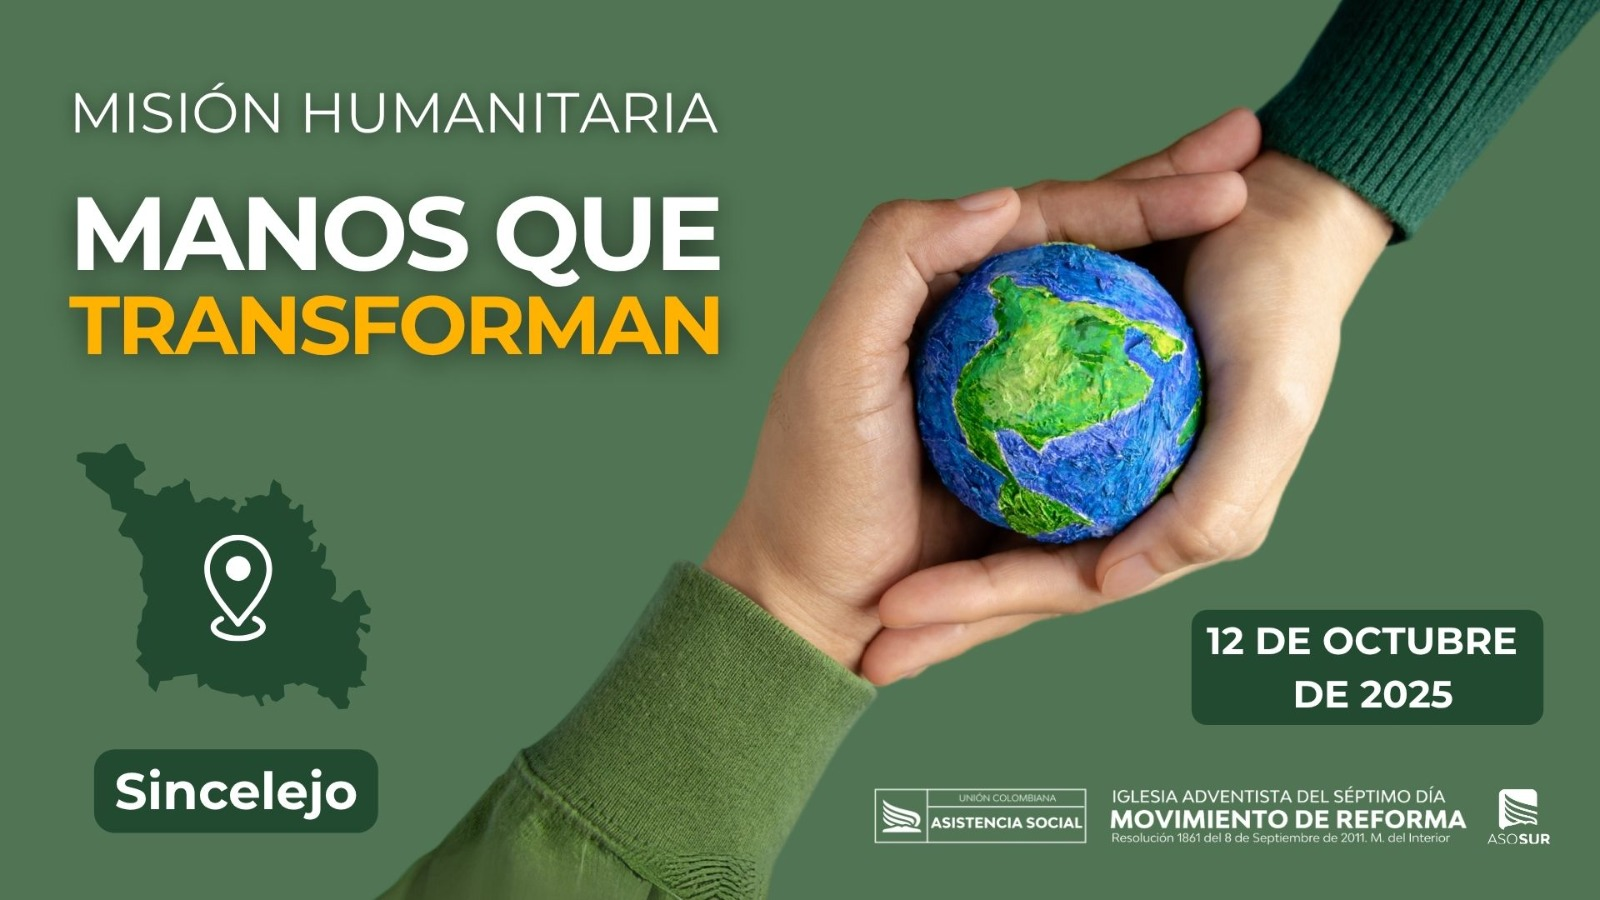 MISIÓN HUMANITARIA
MANOS QUE
TRANSFORMAN
Sincelejo
12 DE OCTUBRE
DE 2025
UNIÓN COLOMBIANA
ASISTENCIA SOCIAL
IGLESIA ADVENTISTA DEL SÉPTIMO DÍA
MOVIMIENTO DE REFORMA
Resolución 1861 del 8 de Septiembre de 2011. M. del Interior
ASOSUR